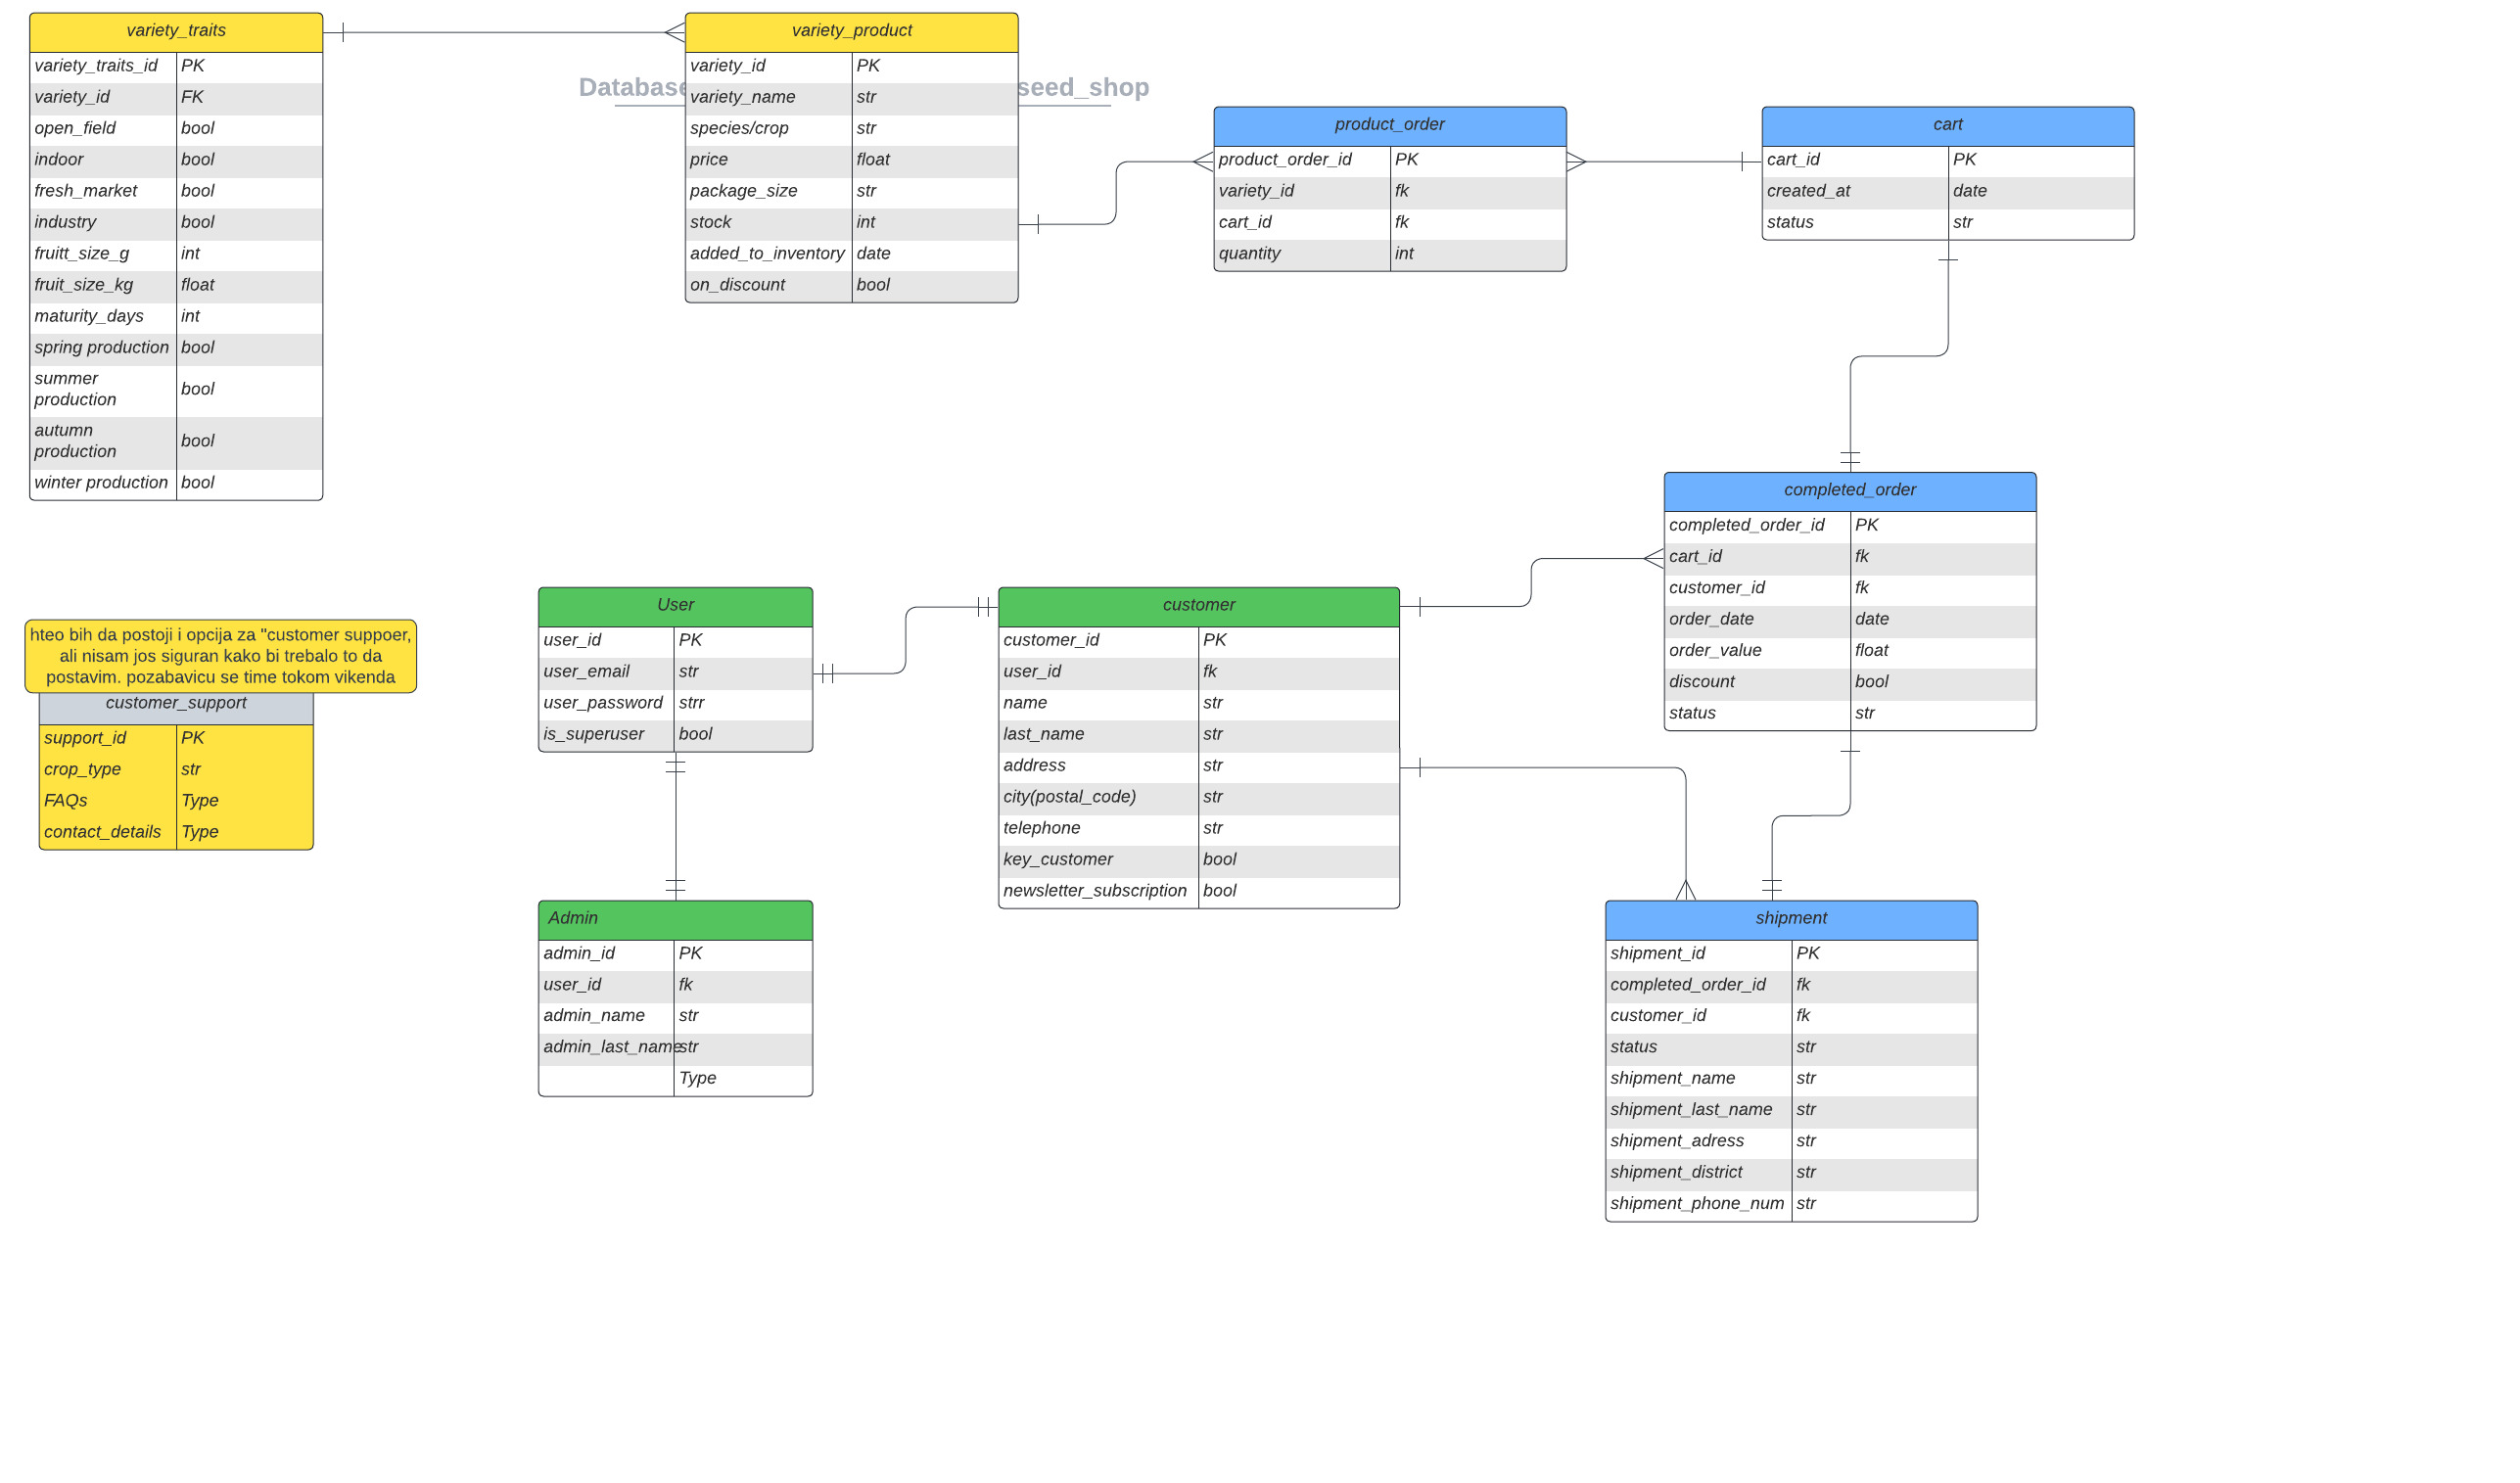 variety_traits
variety_traits_id PK
variety_id FK
open_field bool
indoor bool
fresh_market bool
industry bool
fruitt_size_g int
fruit_size_kg float
maturity_days int
spring production bool
summer
production bool
autumn
production bool
winter production bool
Database
seed_shop
variety_product
variety_id PK
variety_name str
species/crop str
price float
package_size str
stock int
added_to_inventory date
on_discount bool
product_order
product_order_id PK
variety_id fk
cart_id fk
quantity int
cart
cart_id PK
created_at date
status str
completed_order
completed_order_id PK
cart_id fk
customer_id fk
order_date date
order_value float
discount bool
status str
hteo bih da postoji i opcija za "customer suppoer,
ali nisam jos siguran kako bi trebalo to da
postavim. pozabavicu se time tokom vikenda
customer_support
support_id PK
crop_type str
FAQs Type
contact_details Type
User
user_id PK
user_email str
user_password strr
is_superuser bool
customer
customer_id PK
user_id fk
name str
last_name str
address str
city(postal_code) str
telephone str
key_customer bool
newsletter_subscription bool
Admin
admin_id PK
user_id fk
admin_name str
admin_last_name str
Type
shipment
shipment_id PK
completed_order_id fk
customer_id fk
status str
shipment_name str
shipment_last_name str
shipment_adress str
shipment_district str
shipment_phone_num str